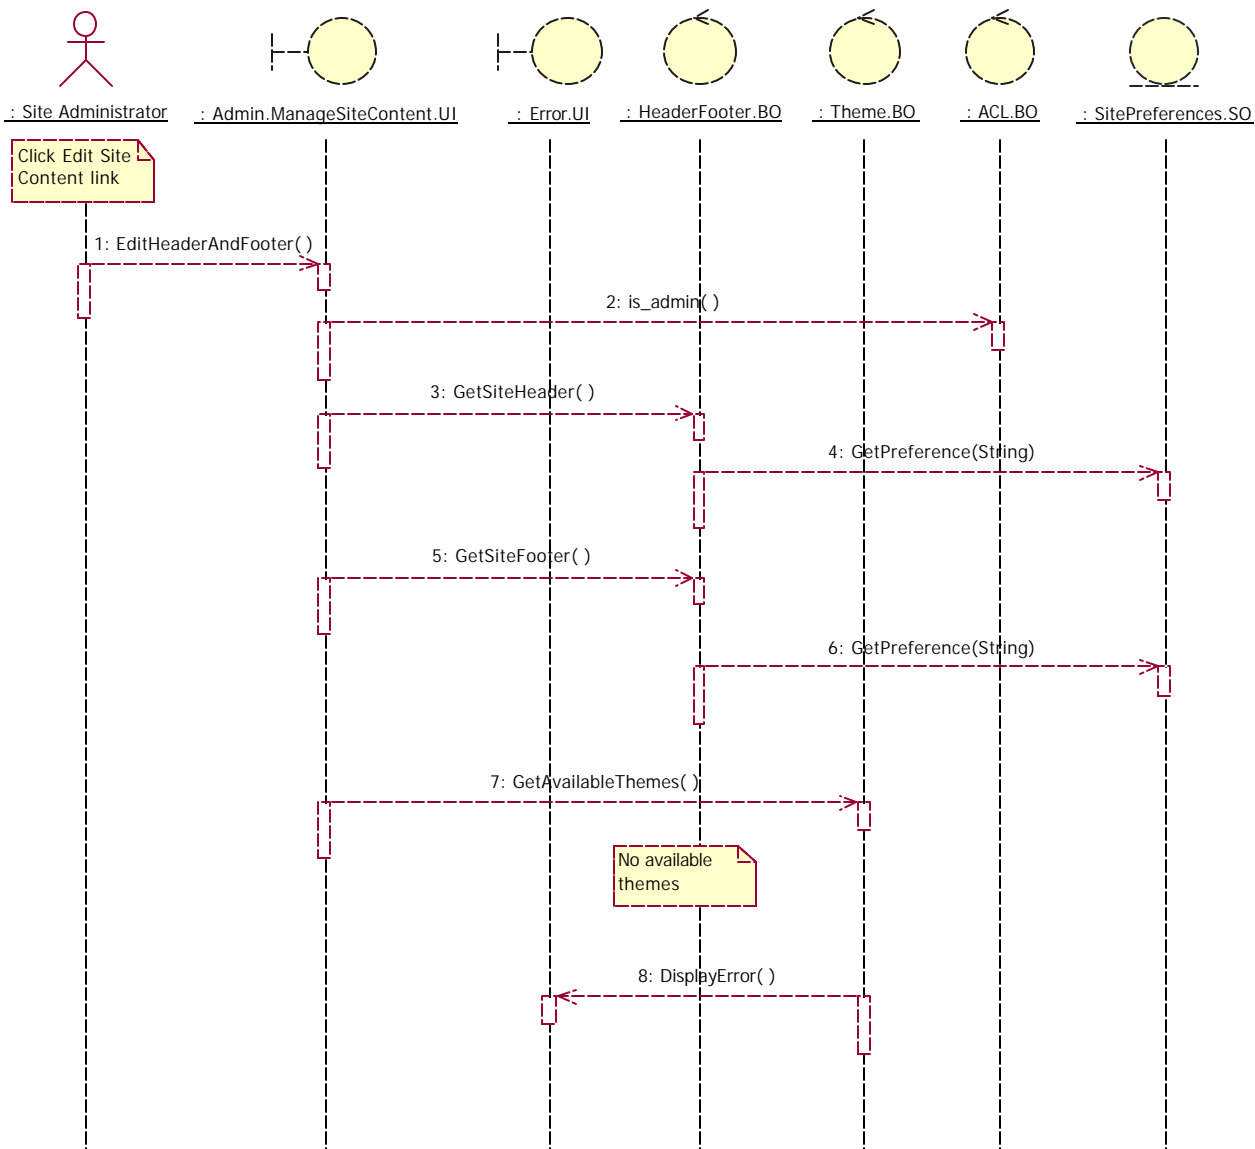 : Site Administrator
: Admin.ManageSiteContent.UI
: Error.UI
: HeaderFooter.BO
: Theme.BO
: ACL.BO
: SitePreferences.SO
Click Edit Site
Content link
1: EditHeaderAndFooter( )
2: is_admin( )
3: GetSiteHeader( )
4: GetPreference(String)
5: GetSiteFooter( )
6: GetPreference(String)
7: GetAvailableThemes( )
No available
themes
8: DisplayError( )